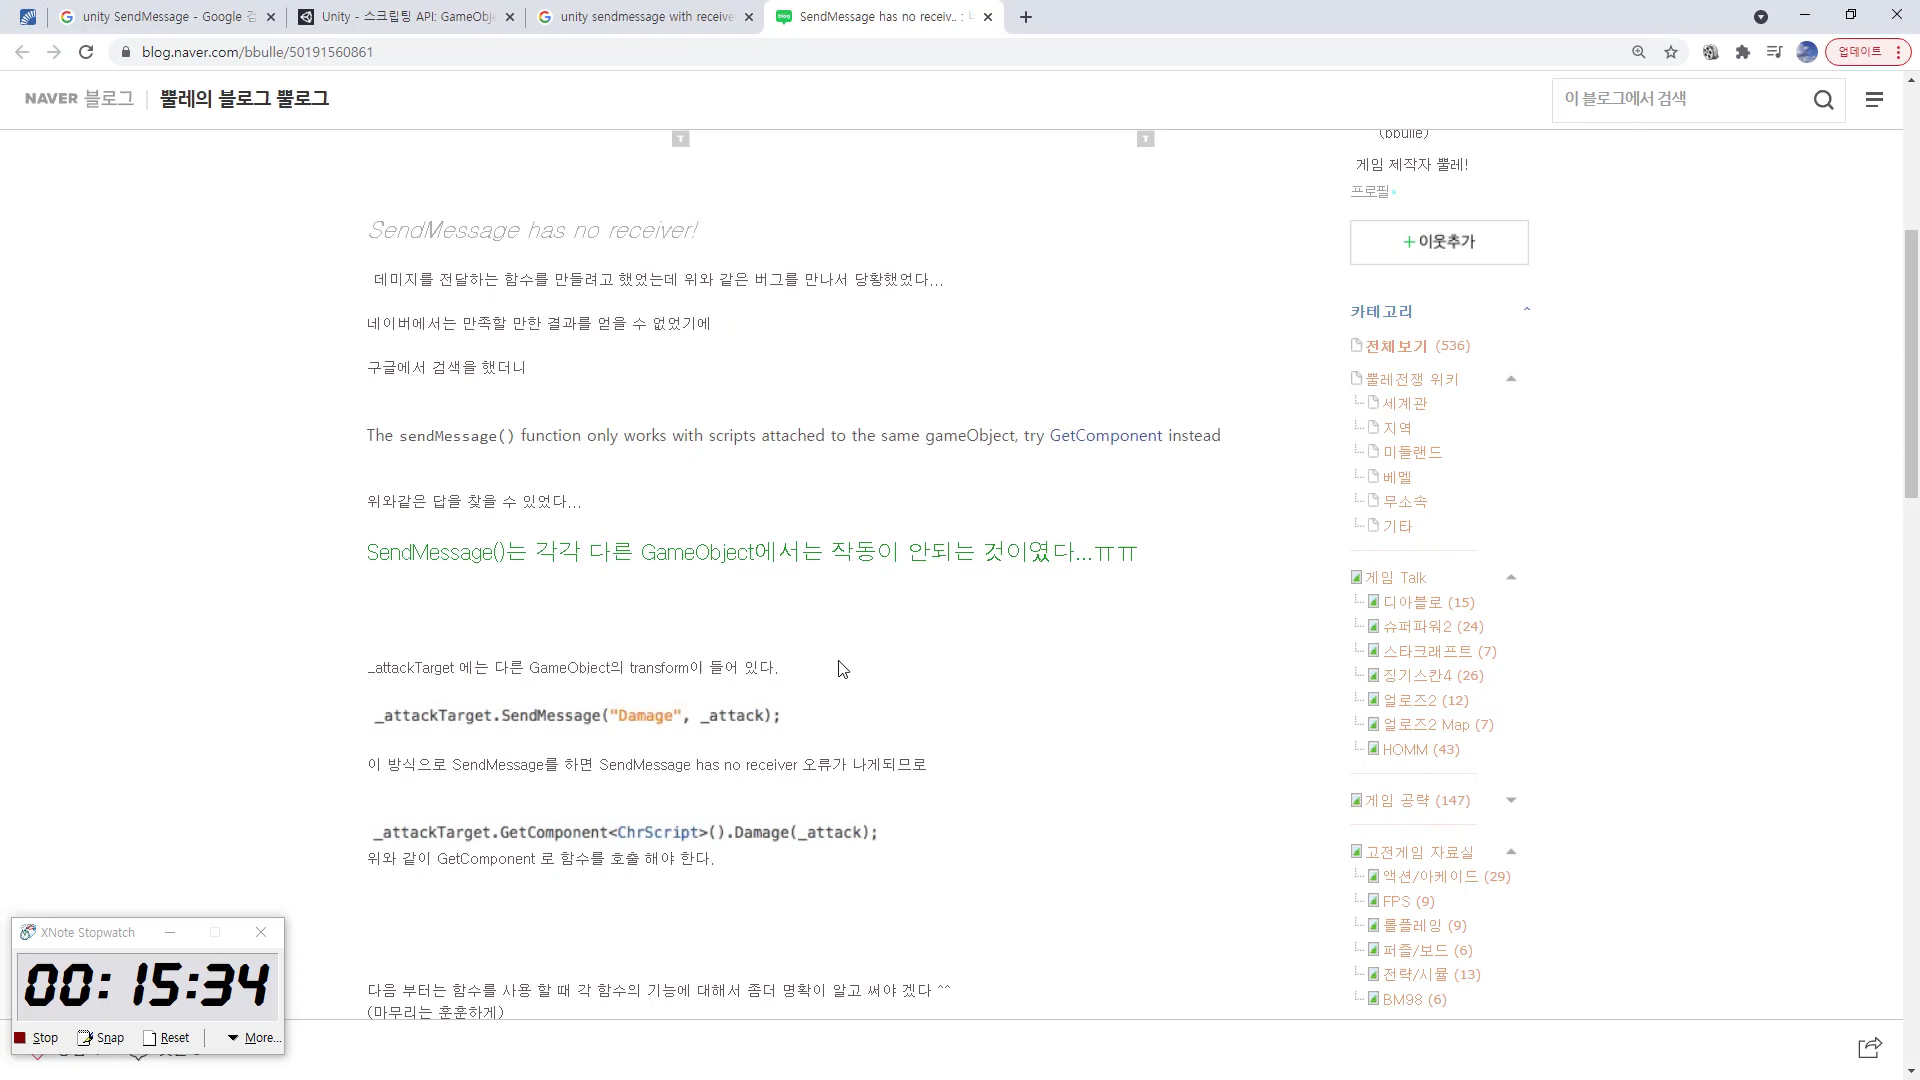 unity SendMessage - Google 검
Unity - 스크립팅 API: GameObje
unity sendmessage with receive
SendMessage has no receiv.. :
blog.naver.com/bbulle/50191560861
업데이트
NAVER 블로그
뿔레의 블로그 뿔로그
이 블로그에서 검색
T
T
SendMessage has no receiver!
데미지를 전달하는 함수를 만들려고 했었는데 위와 같은 버그를 만나서 당황했었다...
네이버에서는 만족할 만한 결과를 얻을 수 없었기에
구글에서 검색을 했더니
The sendMessage() function only works with scripts attached to the same gameObject, try GetComponent instead
위와같은 답을 찾을 수 있었다...
SendMessage()는 각각 다른 GameObject에서는 작동이 안되는 것이였다...ㅠㅠ
_attackTarget 에는 다른 GameObject의 transform이 들어 있다.
_attackTarget.SendMessage("Damage", _attack);
이 방식으로 SendMessage를 하면 SendMessage has no receiver 오류가 나게되므로
_attackTarget.GetComponent<ChrScript>().Damage(_attack);
위와 같이 GetComponent 로 함수를 호출 해야 한다.
다음 부터는 함수를 사용 할 때 각 함수의 기능에 대해서 좀더 명확이 알고 써야 겠다 ^^
(마무리는 훈훈하게)
(bbulle)
게임 제작자 뿔레!
프로필
+ 이웃추가
카테고리
전체보기 (536)
뿔레전쟁 위키
세계관
지역
미들랜드
베멜
무소속
기타
게임 Talk
디아블로 (15)
슈퍼파워2 (24)
스타크래프트 (7)
징기스칸4 (26)
얼로즈2 (12)
얼로즈2 Map (7)
HOMM (43)
게임 공략 (147)
고전게임 자료실
액션/아케이드 (29)
FPS (9)
롤플레잉 (9)
퍼즐/보드 (6)
전략/시뮬 (13)
BM98 (6)
XNote Stopwatch
00:15:34
Stop
Snap
Reset
More...